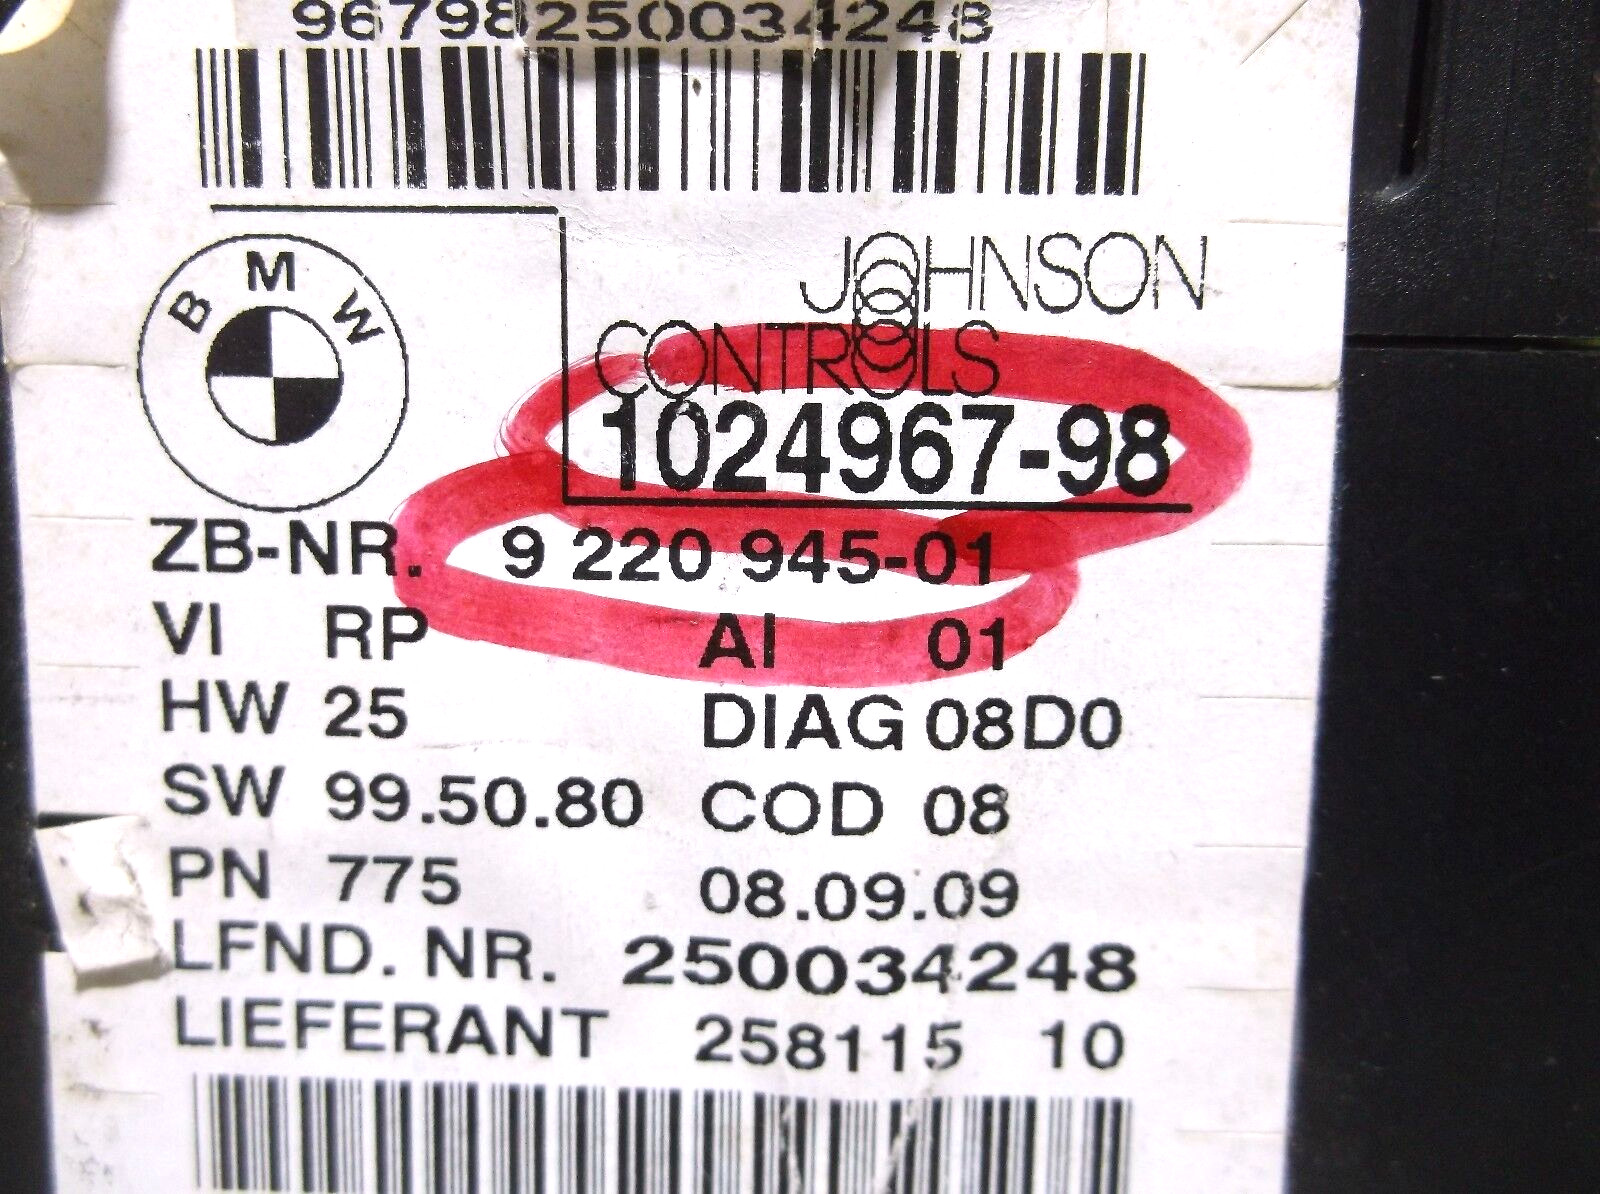 96798250034248
BMW
JOHNSON
CONTROLS
1024967-98
ZB-NR. 9 220 945-01
VI RP AI 01
HW 25 DIAG 08D0
SW 99.50.80 COD 08
PN 775 08.09.09
LFND. NR. 250034248
LIEFERANT 258115 10